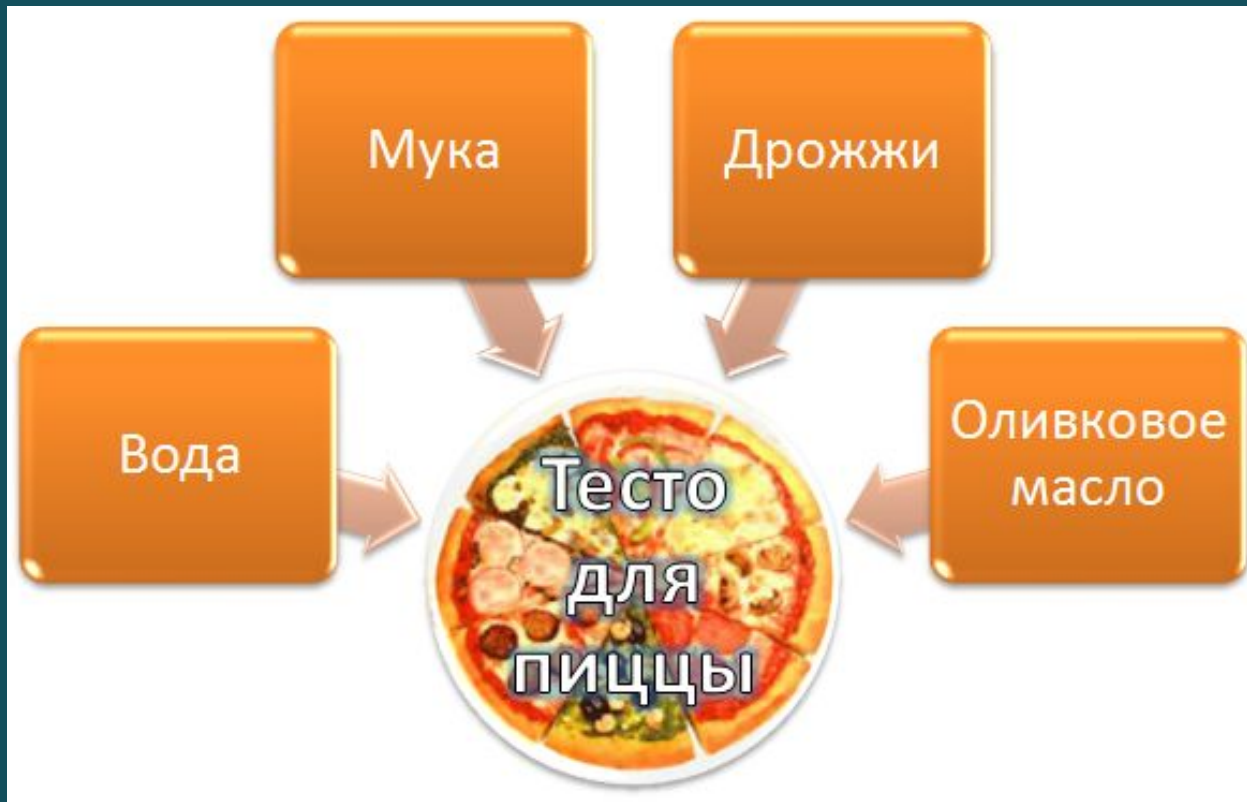 Мука
Дрожжи
Вода
Оливковое
масло
Тесто
для
пиццы